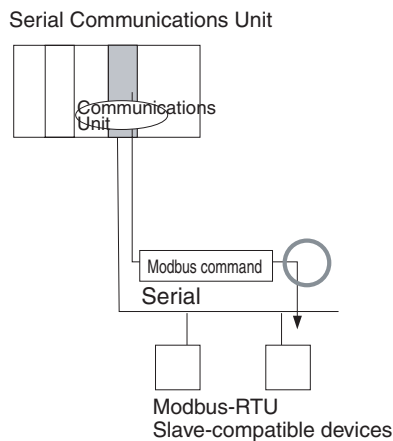 Serial Communications Unit
Communications
Unit
Modbus command
Serial
Modbus-RTU
Slave-compatible devices